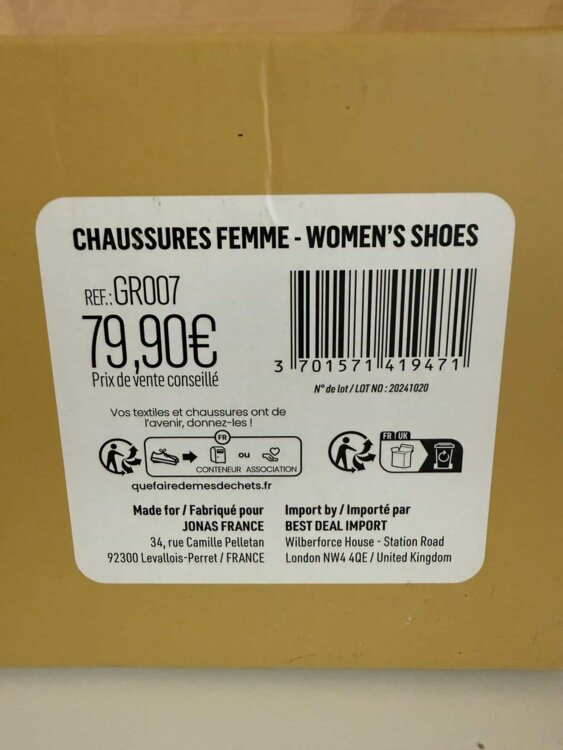 CHAUSSURES FEMME - WOMEN'S SHOES
REF.: GR007
79,90€
Prix de vente conseillé
3 701571 419471
N° de lot / LOT NO : 20241020
Vos textiles et chaussures ont de
l'avenir, donnez-les !
FR
ou
CONTENEUR ASSOCIATION
quefairedemesdechets.fr
FR UK
Made for / Fabriqué pour
JONAS FRANCE
34, rue Camille Pelletan
92300 Levallois-Perret / FRANCE
Import by / Importé par
BEST DEAL IMPORT
Wilberforce House - Station Road
London NW4 4QE / United Kingdom